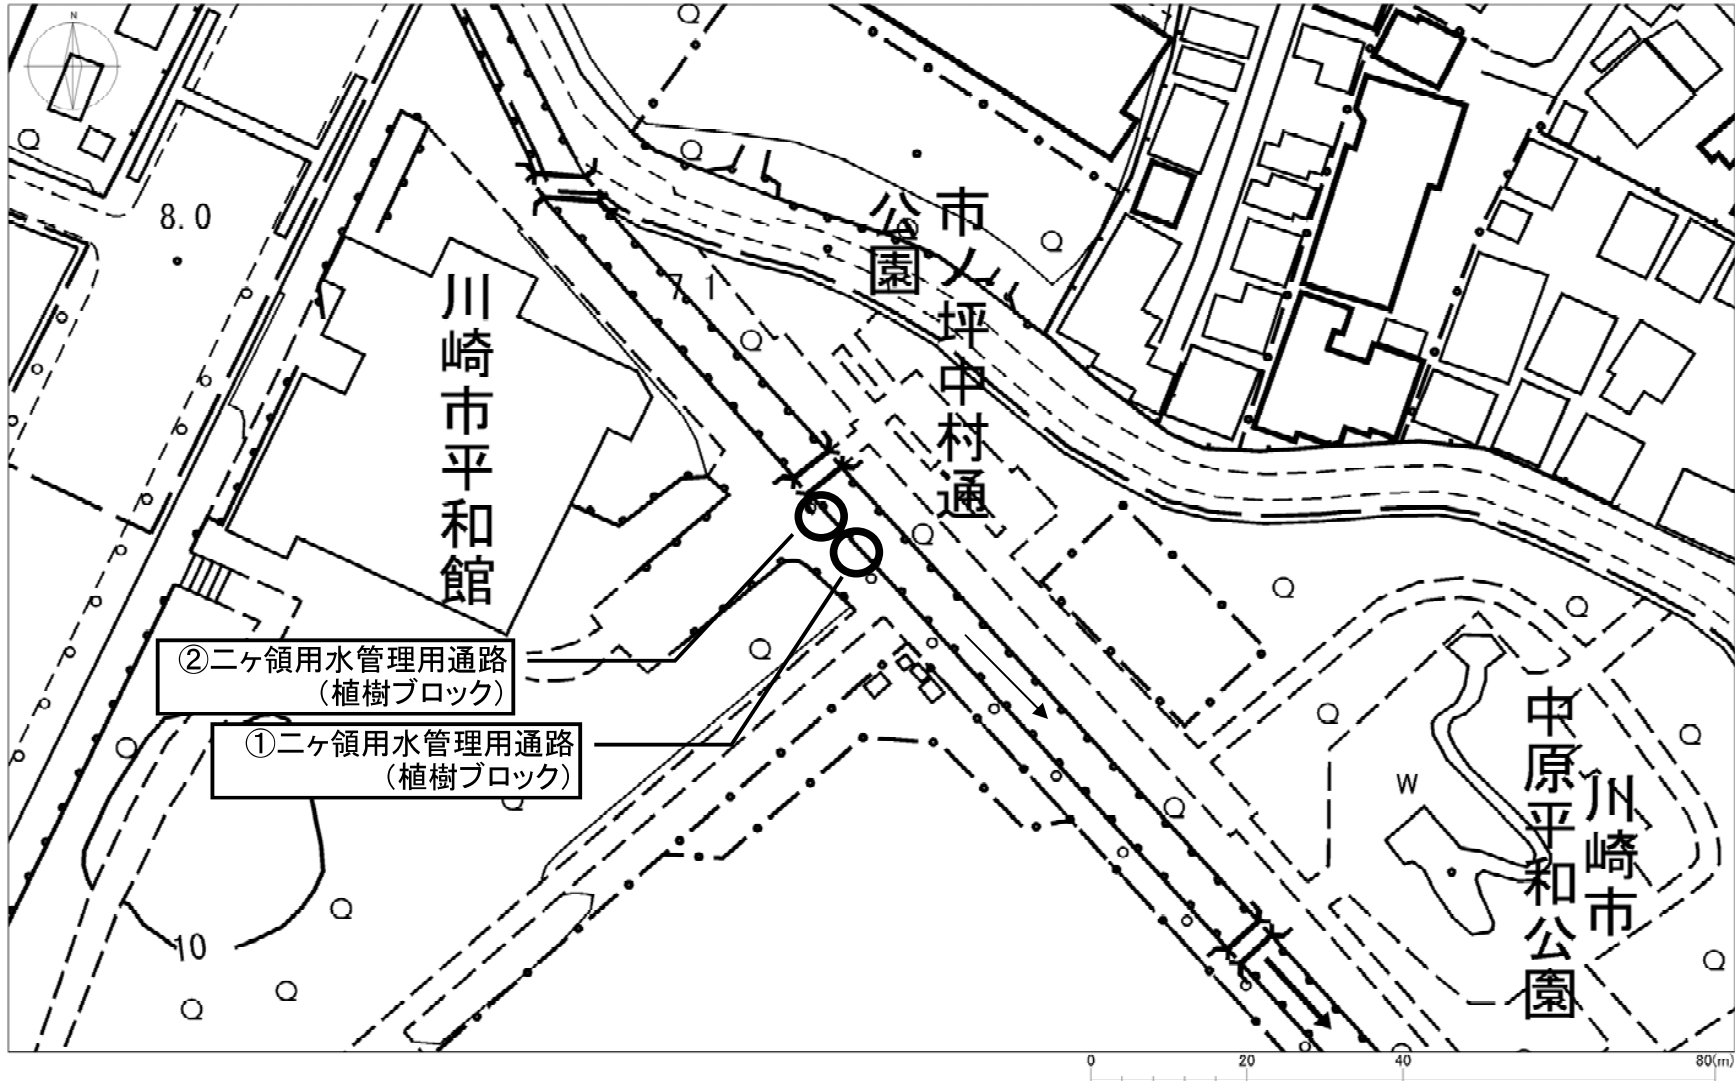 N
8.0
川崎市平和館
7.1
市ノ坪中村通
公園
②二ヶ領用水管理用通路
（植樹ブロック）
①二ヶ領用水管理用通路
（植樹ブロック）
10
W
川崎市
中原平和公園
0 20 40 80(m)